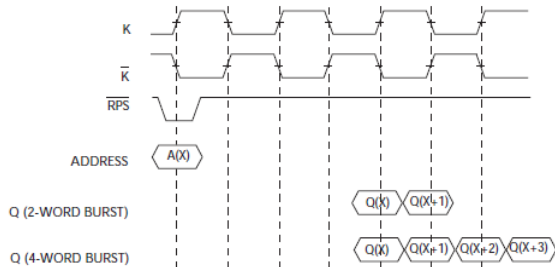 K
K
RPS
ADDRESS A(X)
Q (2-WORD BURST) Q(X) Q(X+1)
Q (4-WORD BURST) Q(X) Q(X+1) Q(X+2) Q(X+3)